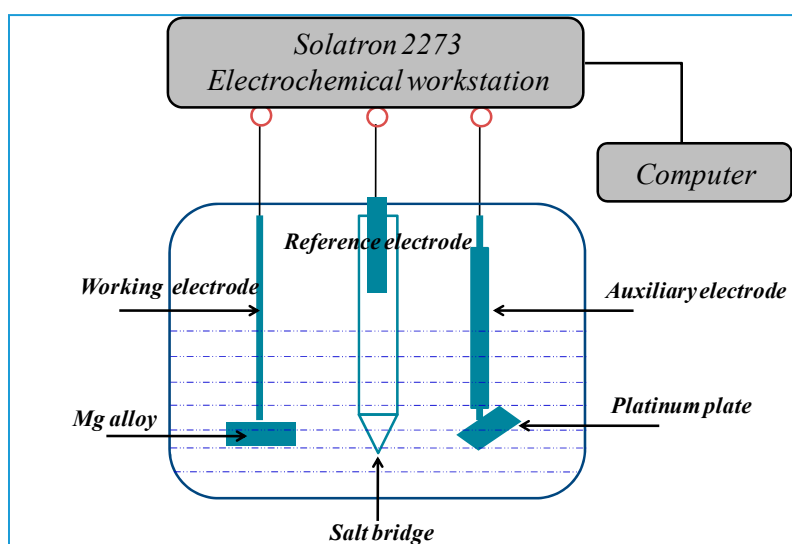 Solatron 2273
Electrochemical workstation
Computer
Reference electrode
Working electrode
Auxiliary electrode
Mg alloy
Platinum plate
Salt bridge